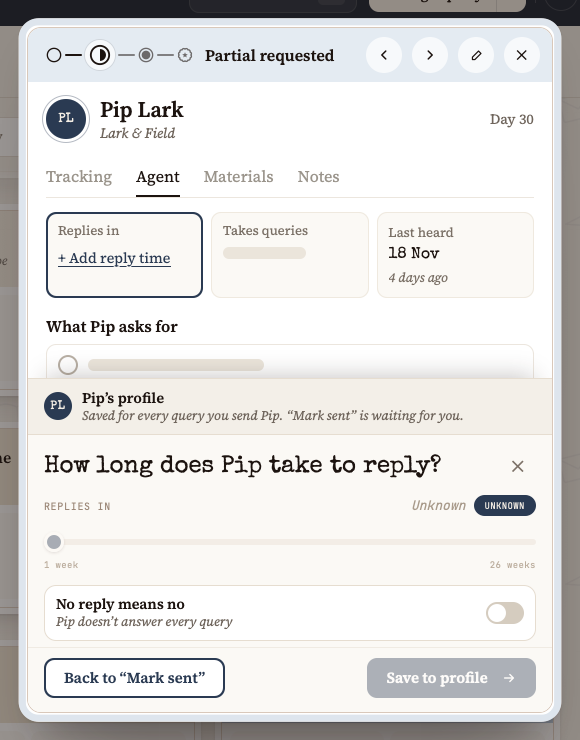 Partial requested
PL
Pip Lark
Lark & Field
Day 30
Tracking
Agent
Materials
Notes
Replies in
+ Add reply time
Takes queries
Last heard
18 Nov
4 days ago
What Pip asks for
PL
Pip’s profile
Saved for every query you send Pip. “Mark sent” is waiting for you.
How long does Pip take to reply?
REPLIES IN
Unknown
UNKNOWN
1 week
26 weeks
No reply means no
Pip doesn’t answer every query
Back to “Mark sent”
Save to profile →